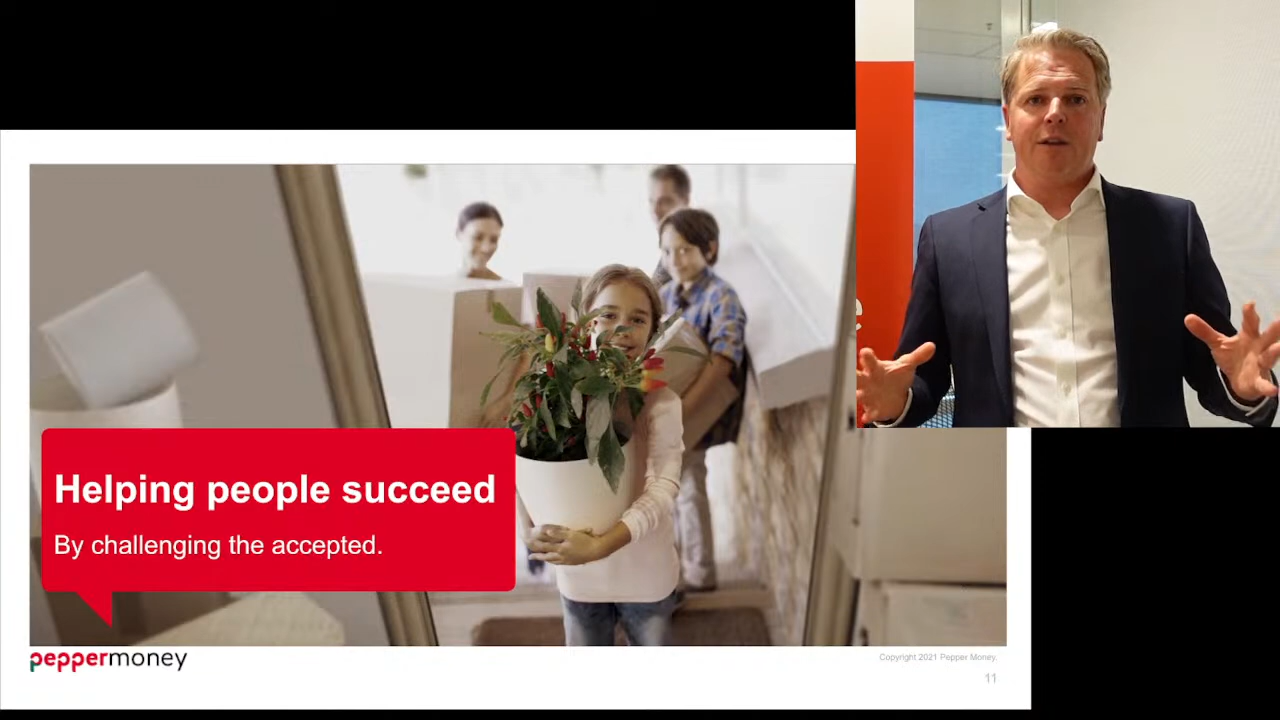 Helping people succeed
By challenging the accepted.
peppermoney
Copyright 2021 Pepper Money.
11